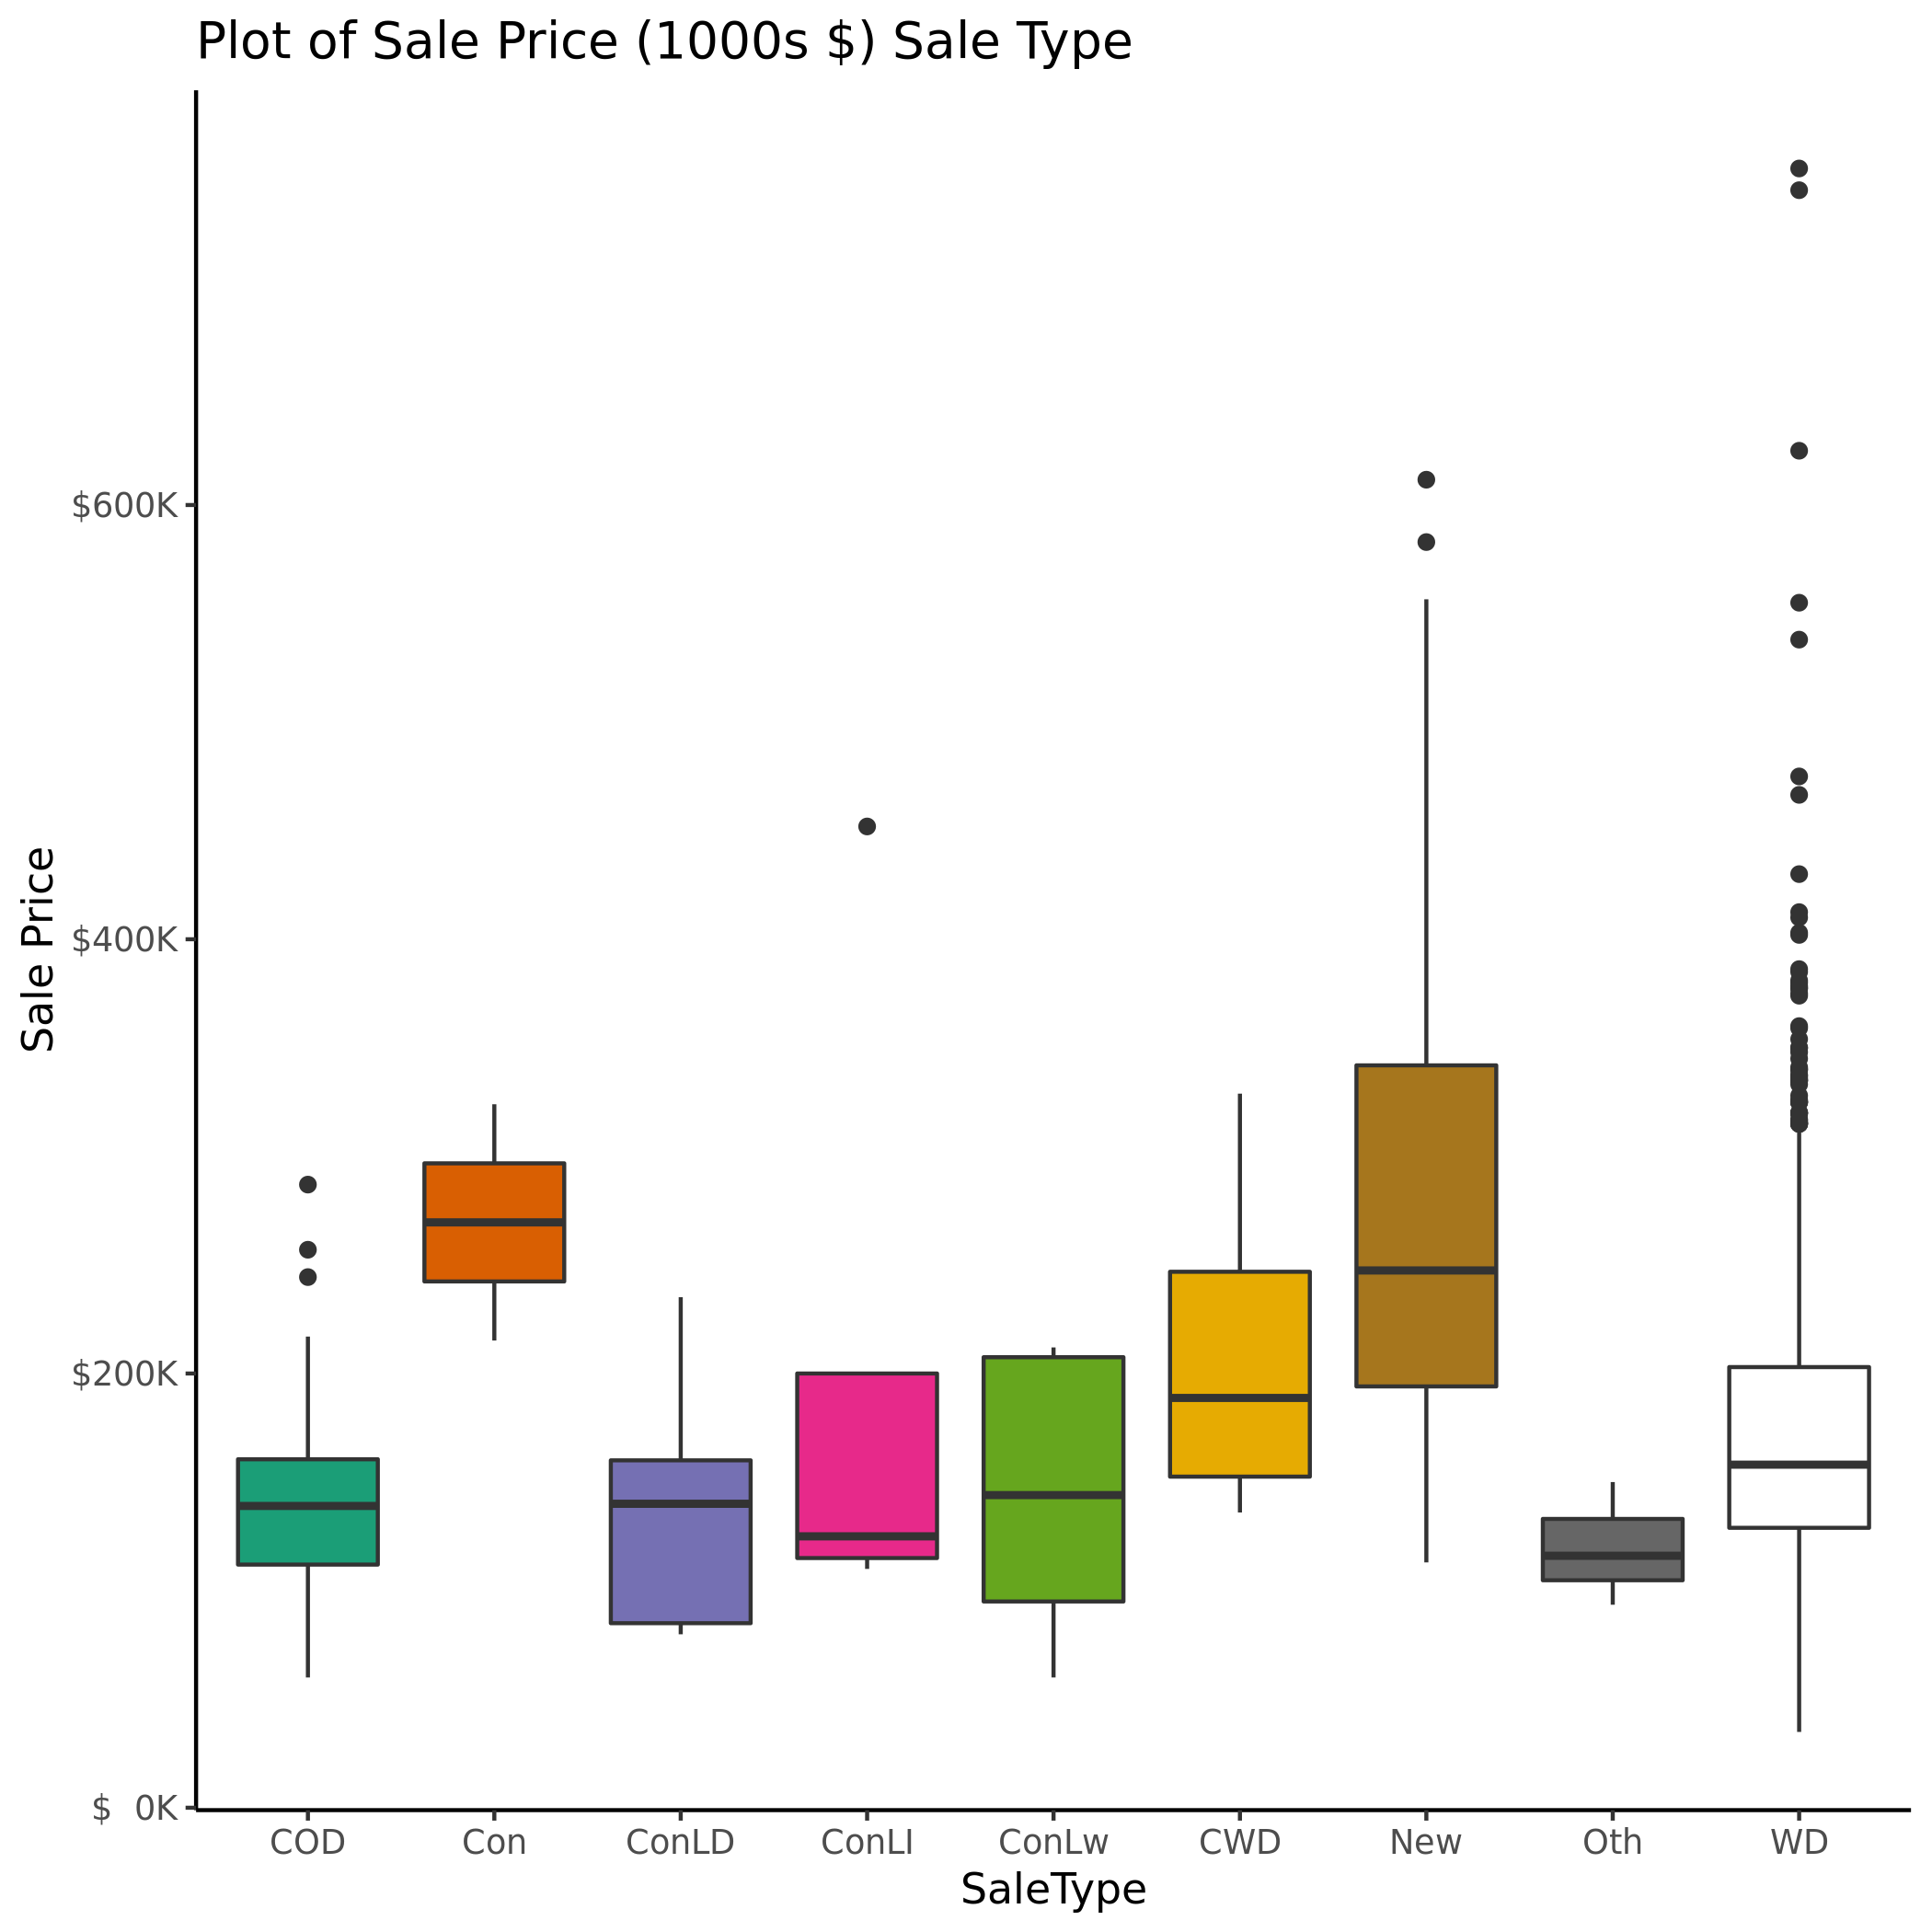 Plot of Sale Price (1000s $) Sale Type
Sale Price
$600K
$400K
$200K
$ 0K
COD Con ConLD ConLI ConLw CWD New Oth WD
SaleType